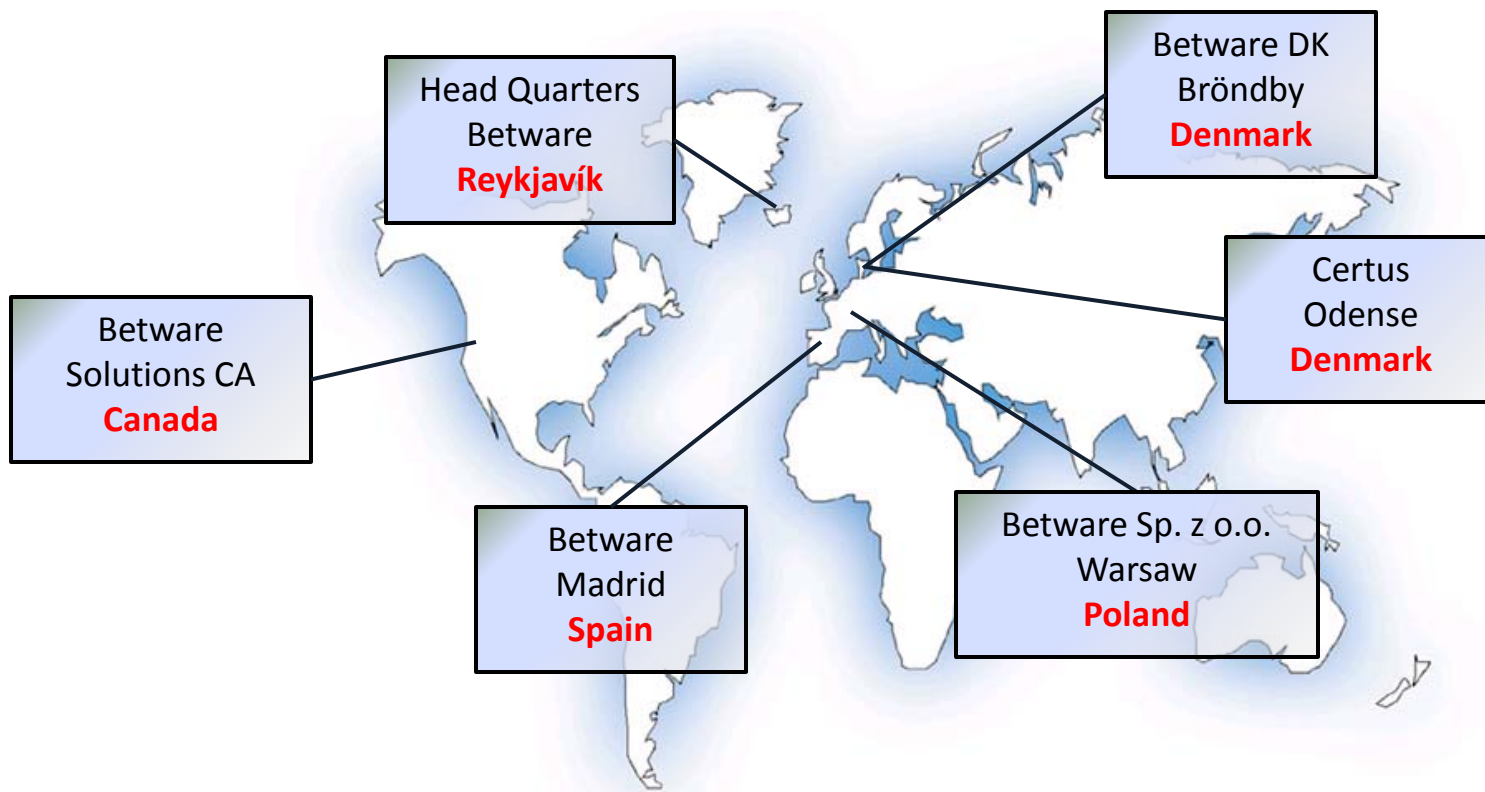 Head Quarters
Betware
Reykjavík
Betware DK
Bröndby
Denmark
Certus
Odense
Denmark
Betware
Solutions CA
Canada
Betware
Madrid
Spain
Betware Sp. z o.o.
Warsaw
Poland